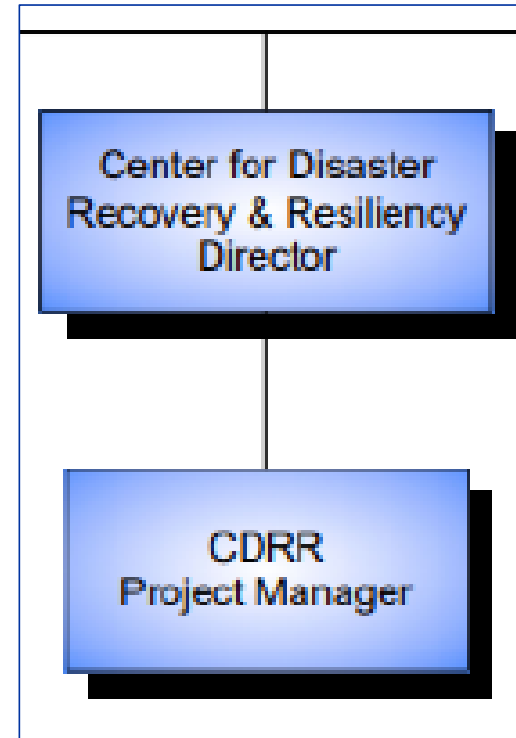 Center for Disaster
Recovery & Resiliency
Director
CDRR
Project Manager